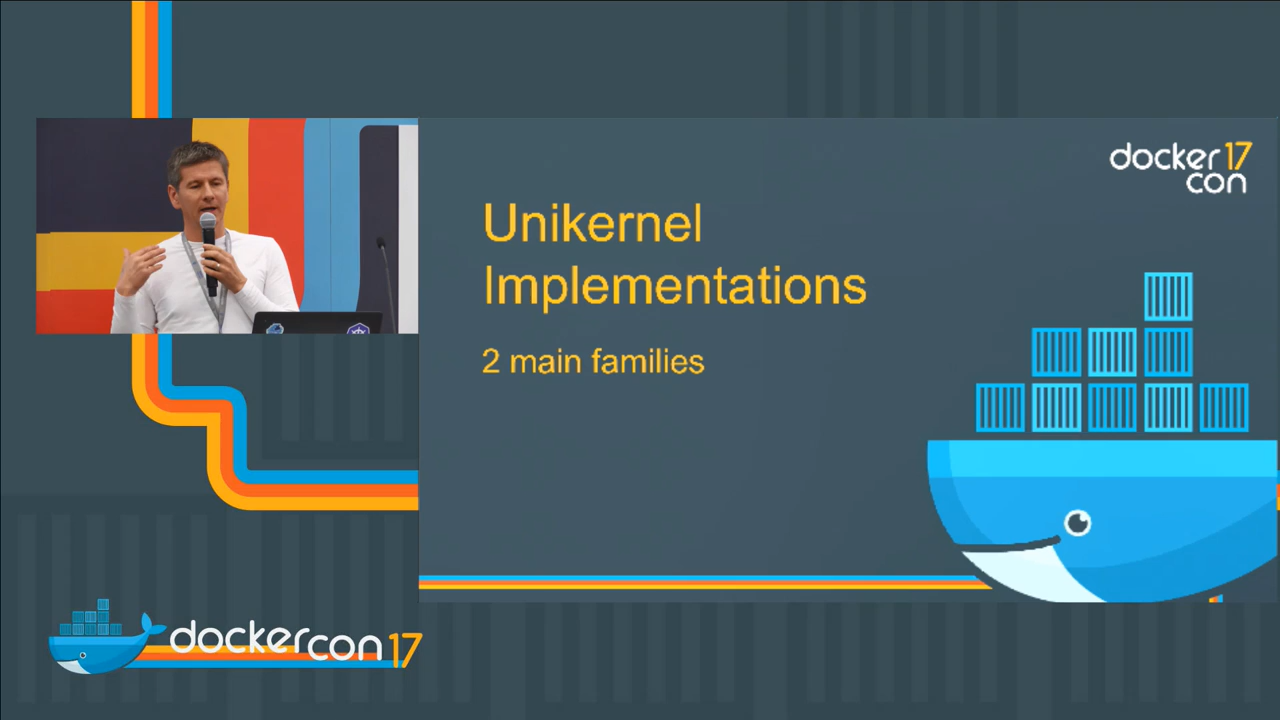 docker 17
con
Unikernel
Implementations
2 main families
dockercon 17